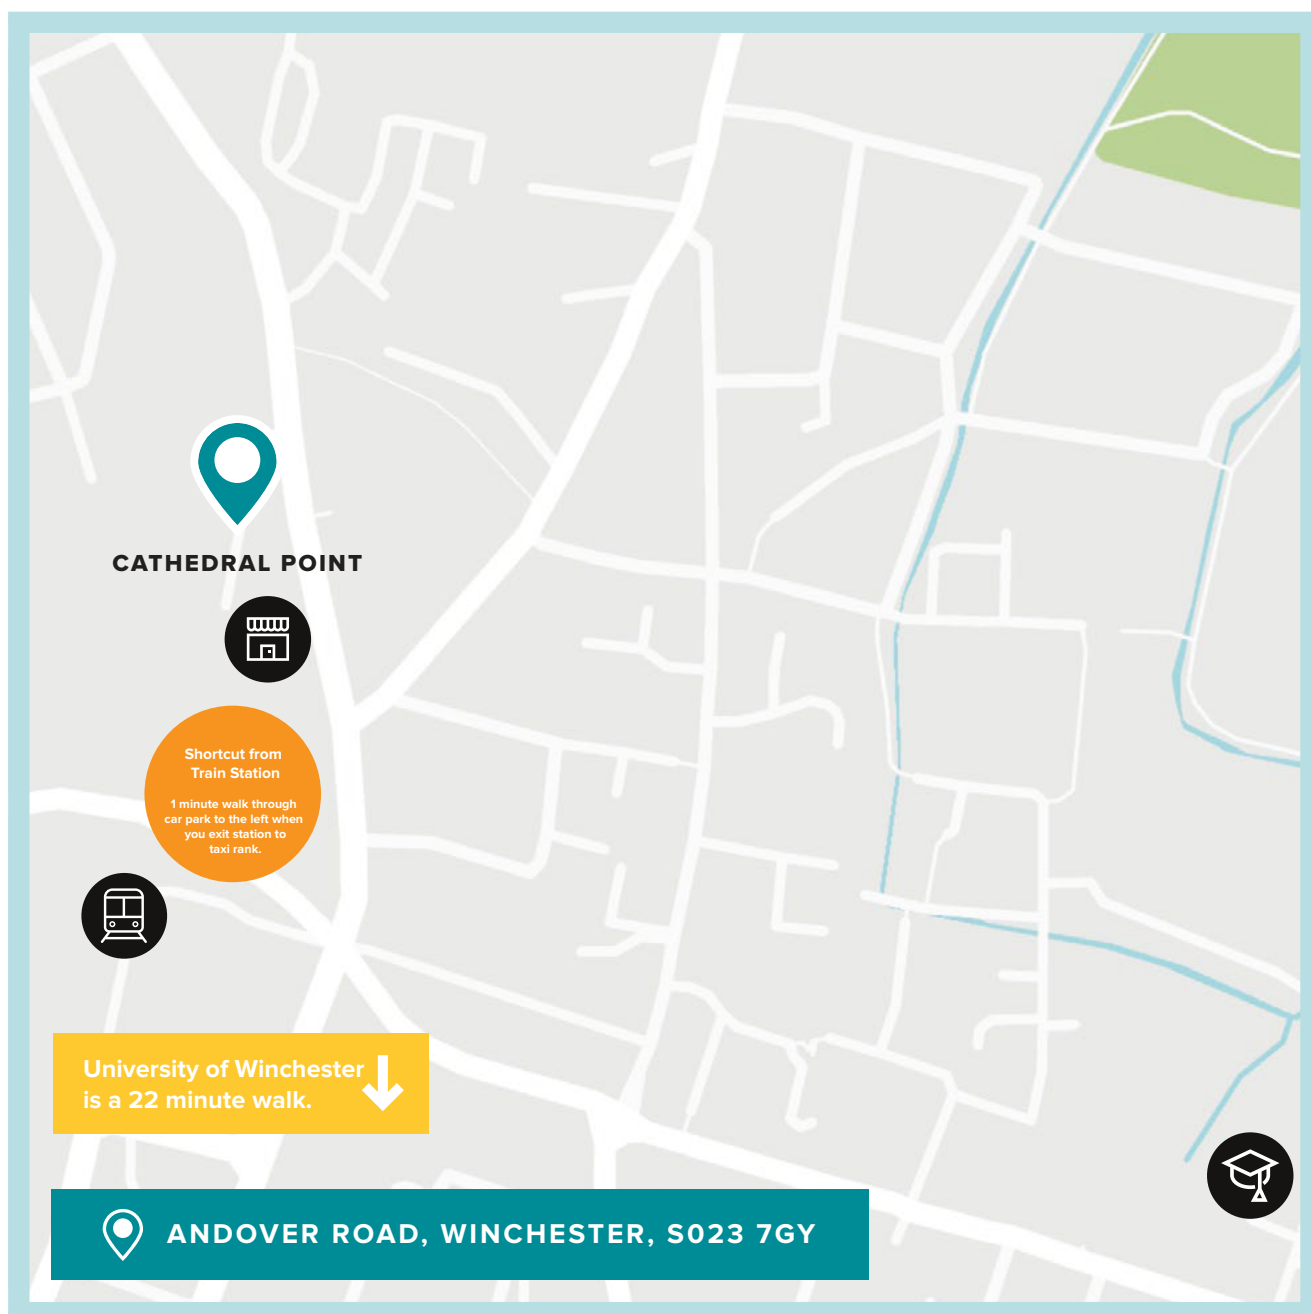 CATHEDRAL POINT
Shortcut from
Train Station
1 minute walk through
car park to the left when
you exit station to
taxi rank.
University of Winchester
is a 22 minute walk.
ANDOVER ROAD, WINCHESTER, S023 7GY